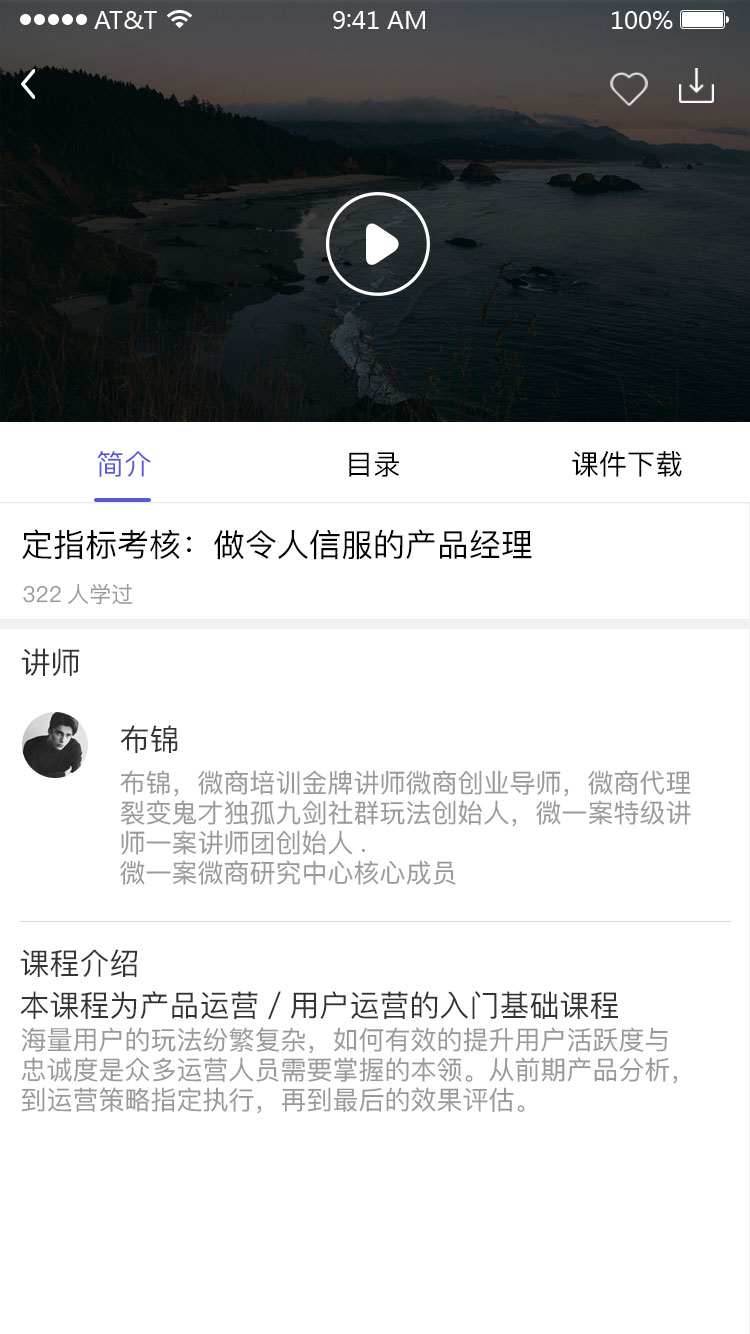 AT&T 9:41 AM 100%
简介 目录 课件下载
定指标考核：做令人信服的产品经理
322 人学过
讲师
布锦
布锦，微商培训金牌讲师微商创业导师，微商代理
裂变鬼才独孤九剑社群玩法创始人，微一案特级讲
师一案讲师团创始人 .
微一案微商研究中心核心成员
课程介绍
本课程为产品运营 / 用户运营的入门基础课程
海量用户的玩法纷繁复杂，如何有效的提升用户活跃度与
忠诚度是众多运营人员需要掌握的本领。从前期产品分析，
到运营策略指定执行，再到最后的效果评估。